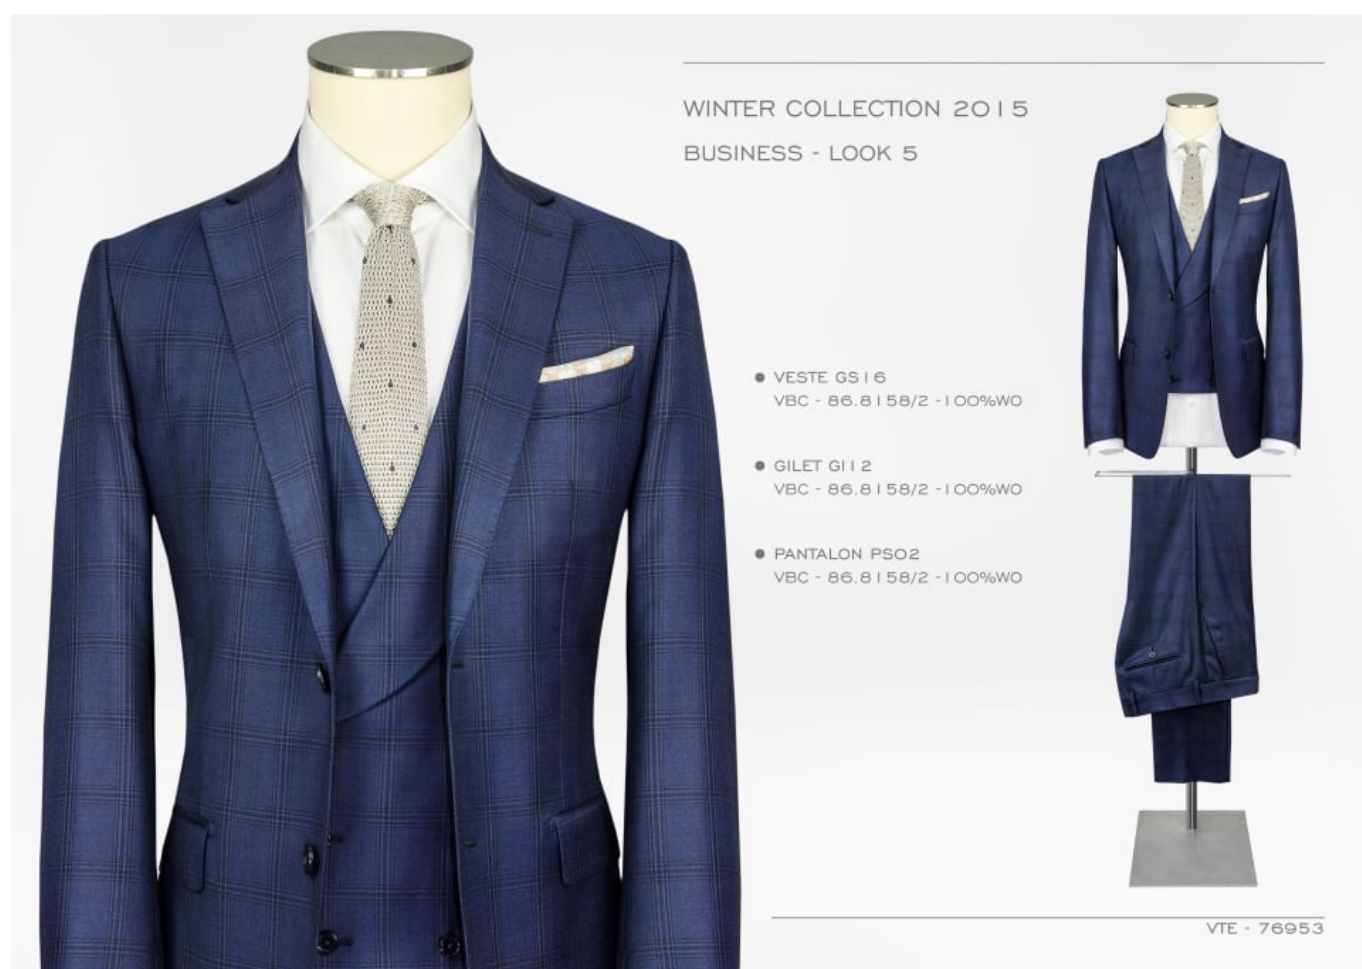 WINTER COLLECTION 2015
BUSINESS - LOOK 5
● VESTE GS16
VBC - 86.8158/2 -100%WO
● GILET GI12
VBC - 86.8158/2 -100%WO
● PANTALON PS02
VBC - 86.8158/2 -100%WO
VTE - 76953